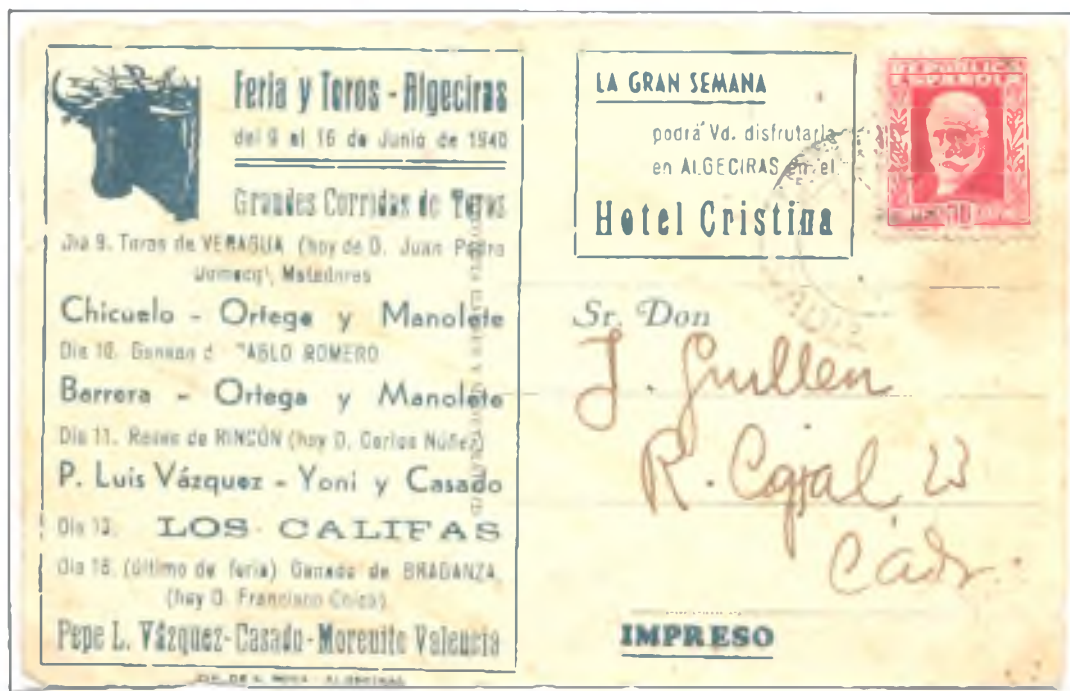 Feria y Toros - Algeciras
del 9 al 16 de Junio de 1940
Grandes Corridas de Toros
Día 9. Toros de VERAGUA (hoy de D. Juan Pedro
Domecq), Matadores
Chicuelo - Ortega y Manolete
Día 10. Ganado d PABLO ROMERO
Barrera - Ortega y Manolete
Día 11. Reses de RINCÓN (hoy D. Carlos Núñez)
P. Luis Vázquez - Yoni y Casado
Día 13. LOS CALIFAS
Día 16. (último de feria) Ganado de BRAGANZA,
(hoy D. Francisco Chica)
Pepe L. Vázquez-Casado-Morenito Valencia
ALGECIRAS
LA GRAN SEMANA
podrá Vd. disfrutarla
en ALGECIRAS en el
Hotel Cristina
REPÚBLICA
ESPAÑOLA
Sr. Don
J. Guillen
R. Cajal, 23
Cádiz.
IMPRESO